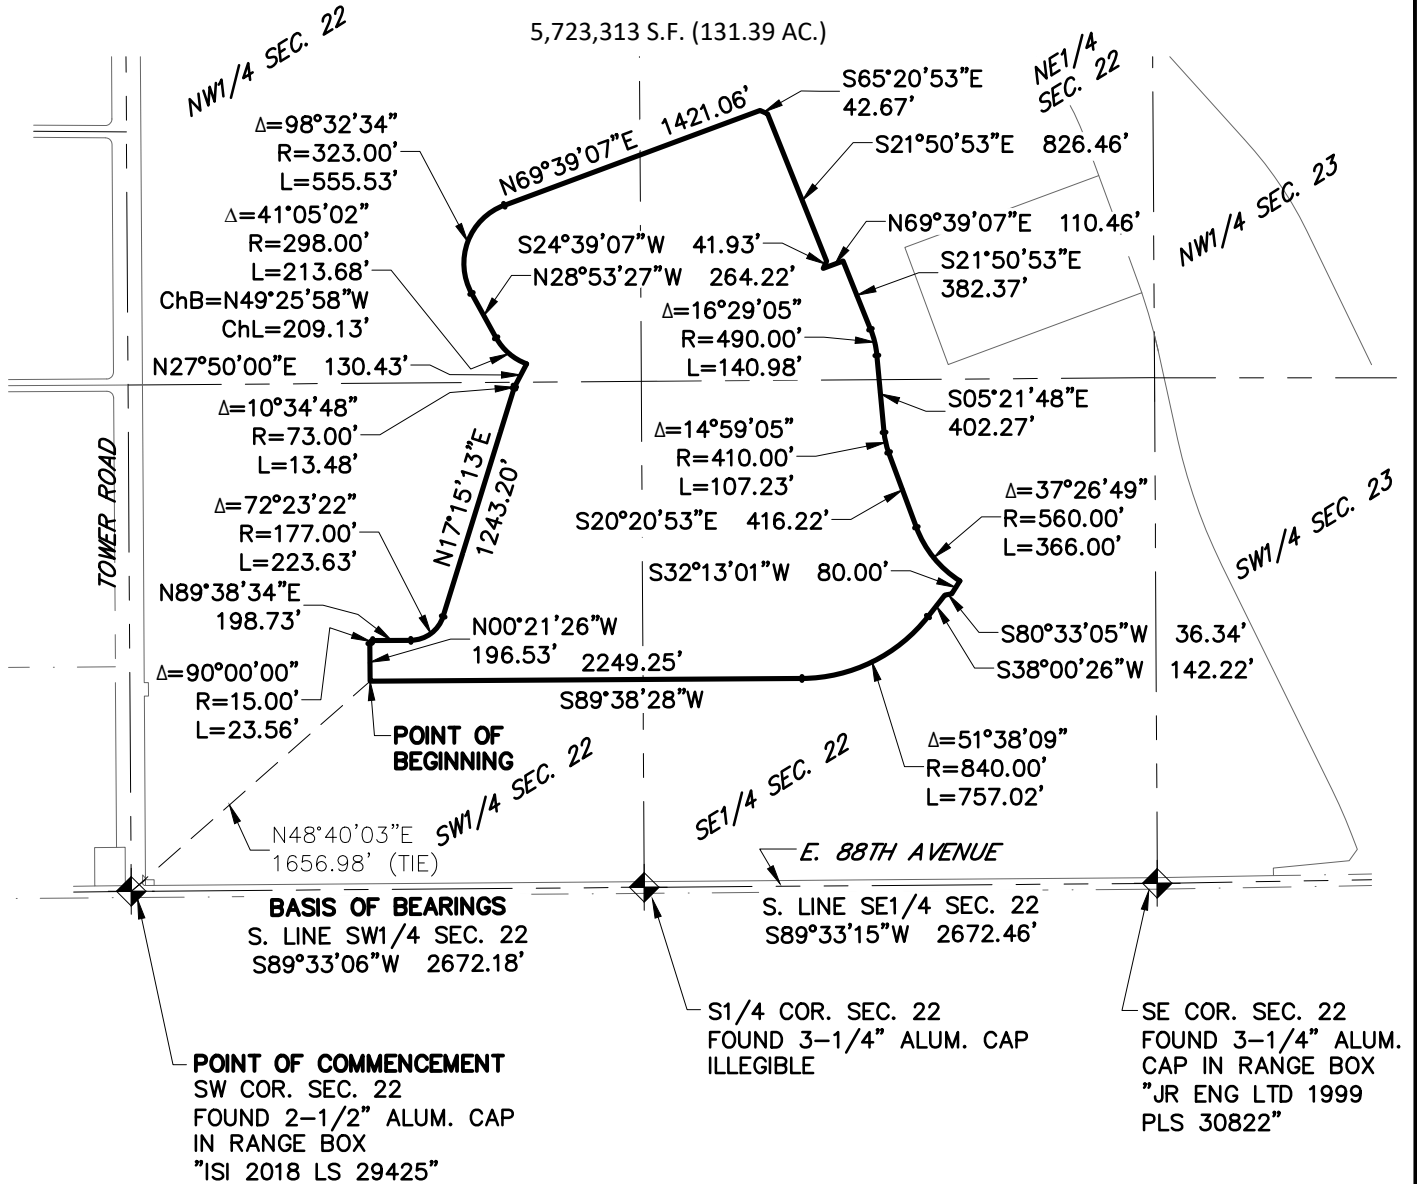 5,723,313 S.F. (131.39 AC.)
NW1/4 SEC. 22
NE1/4
SEC. 22
S65°20'53"E
42.67'
N69°39'07"E 1421.06'
Δ=98°32'34"
R=323.00'
L=555.53'
S21°50'53"E 826.46'
NW1/4 SEC. 23
Δ=41°05'02"
R=298.00'
L=213.68'
ChB=N49°25'58"W
ChL=209.13'
S24°39'07"W 41.93'
N28°53'27"W 264.22'
N69°39'07"E 110.46'
S21°50'53"E
382.37'
Δ=16°29'05"
R=490.00'
L=140.98'
N27°50'00"E 130.43'
Δ=10°34'48"
R=73.00'
L=13.48'
S05°21'48"E
402.27'
Δ=14°59'05"
R=410.00'
L=107.23'
TOWER ROAD
N17°15'13"E
1243.20'
Δ=72°23'22"
R=177.00'
L=223.63'
S20°20'53"E 416.22'
Δ=37°26'49"
R=560.00'
L=366.00'
SW1/4 SEC. 23
S32°13'01"W 80.00'
N89°38'34"E
198.73'
N00°21'26"W
196.53'
S80°33'05"W 36.34'
S38°00'26"W 142.22'
Δ=90°00'00"
R=15.00'
L=23.56'
2249.25'
S89°38'28"W
POINT OF
BEGINNING
Δ=51°38'09"
R=840.00'
L=757.02'
SW1/4 SEC. 22
SE1/4 SEC. 22
N48°40'03"E
1656.98' (TIE)
E. 88TH AVENUE
BASIS OF BEARINGS
S. LINE SW1/4 SEC. 22
S89°33'06"W 2672.18'
S. LINE SE1/4 SEC. 22
S89°33'15"W 2672.46'
POINT OF COMMENCEMENT
SW COR. SEC. 22
FOUND 2-1/2" ALUM. CAP
IN RANGE BOX
"ISI 2018 LS 29425"
S1/4 COR. SEC. 22
FOUND 3-1/4" ALUM. CAP
ILLEGIBLE
SE COR. SEC. 22
FOUND 3-1/4" ALUM.
CAP IN RANGE BOX
"JR ENG LTD 1999
PLS 30822"